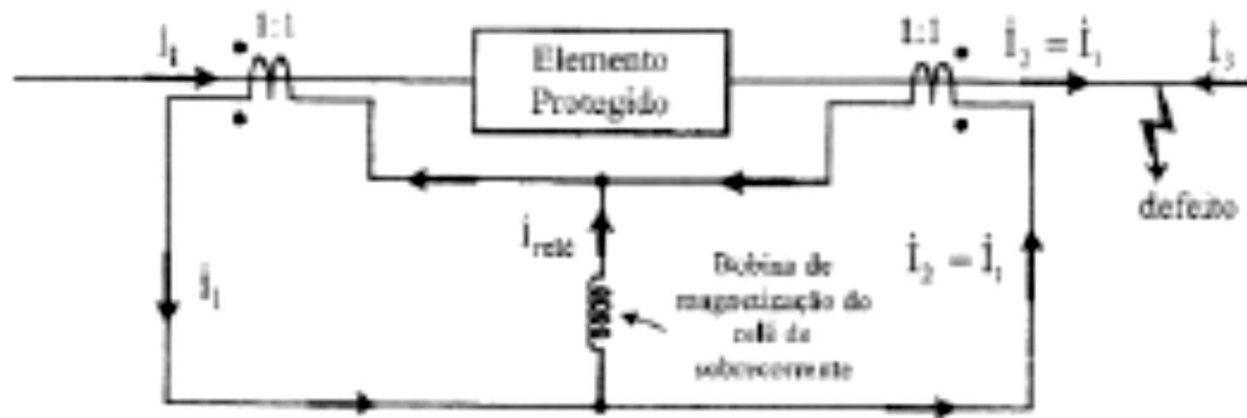 1:1
İ₁
Elemento
Protegido
1:1
İ₂ = İ₁
İ₃
defeito
i₁
i relé
Bobina de
magnetização do
relé de
sobrecorrente
İ₂ = İ₁